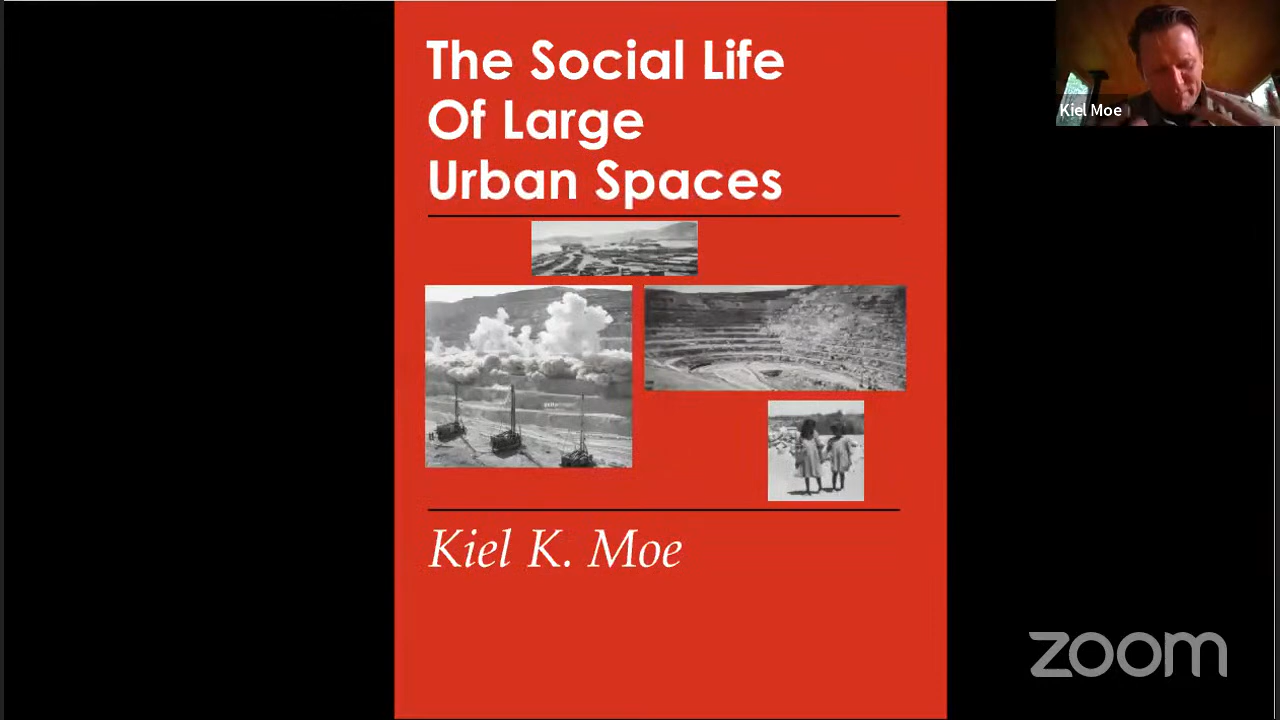 The Social Life
Of Large
Urban Spaces
Kiel K. Moe
Kiel Moe
zoom